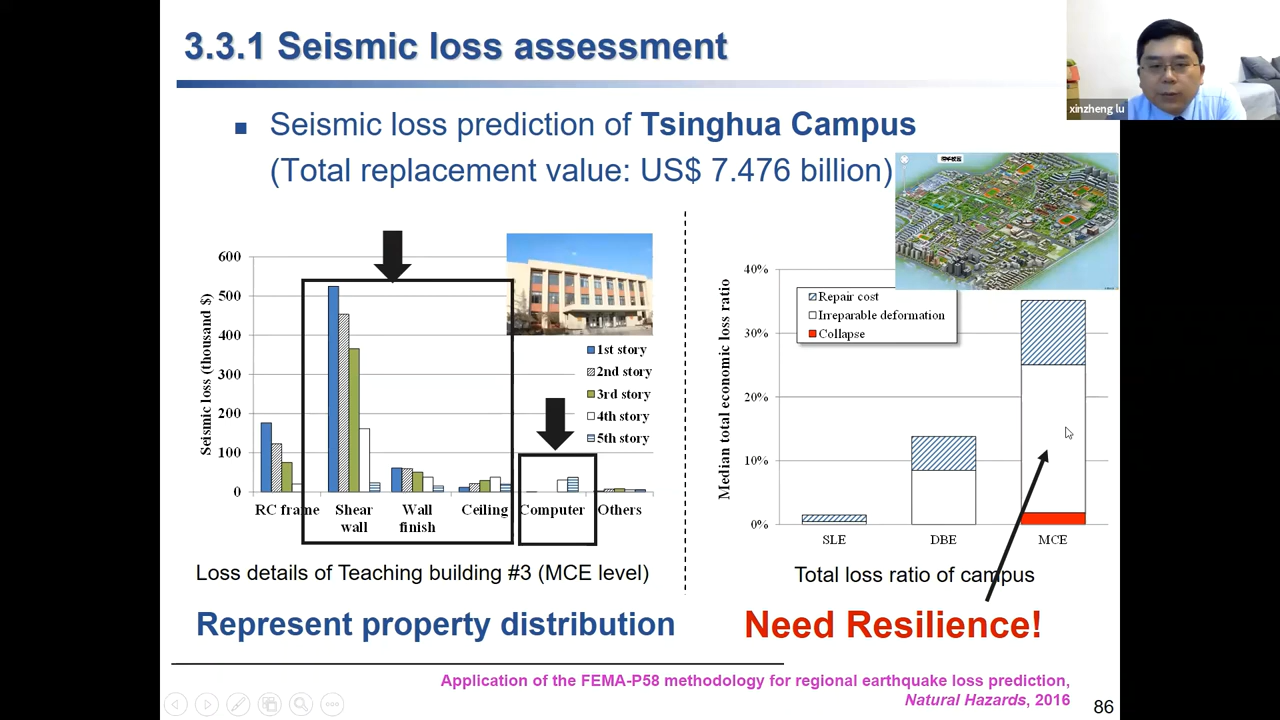 3.3.1 Seismic loss assessment
xinzheng lu
Seismic loss prediction of Tsinghua Campus
(Total replacement value: US$ 7.476 billion)
Seismic loss (thousand $)
600
500
400
300
200
100
0
1st story
2nd story
3rd story
4th story
5th story
RC frame
Shear wall
Wall finish
Ceiling
Computer
Others
Loss details of Teaching building #3 (MCE level)
Represent property distribution
Median total economic loss ratio
40%
30%
20%
10%
0%
Repair cost
Irreparable deformation
Collapse
SLE
DBE
MCE
Total loss ratio of campus
Need Resilience!
Application of the FEMA-P58 methodology for regional earthquake loss prediction,
Natural Hazards, 2016
86